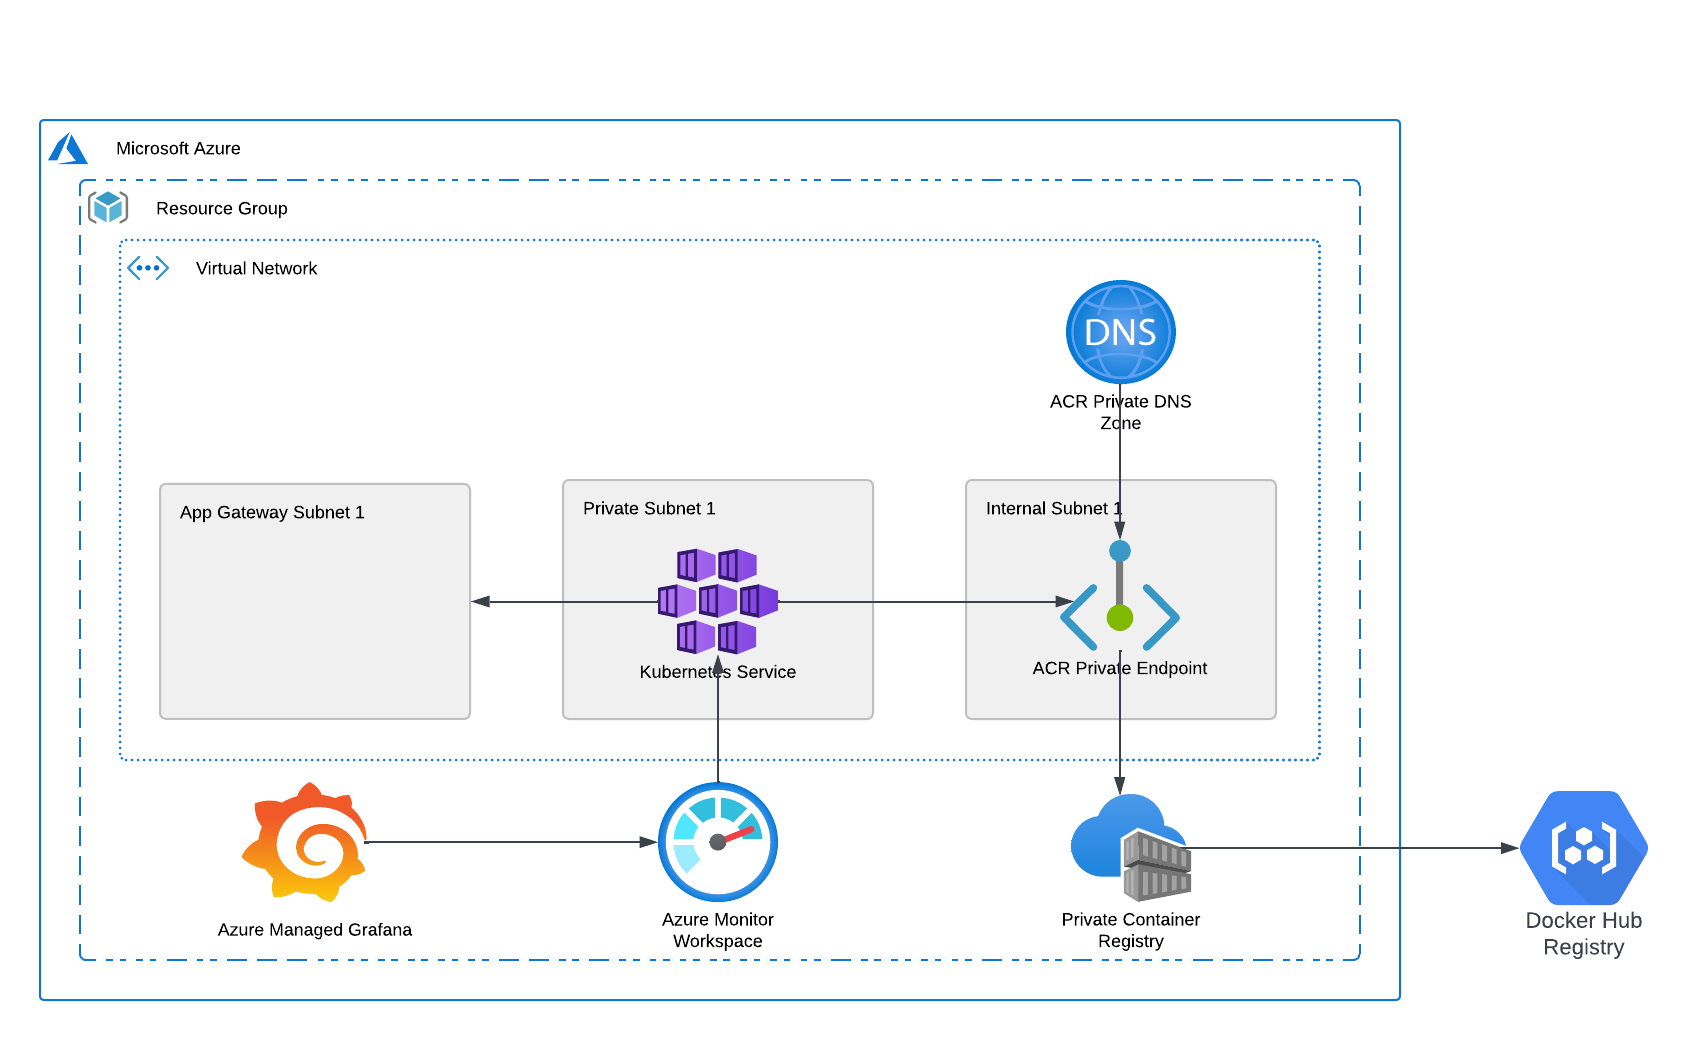 Microsoft Azure
Resource Group
Virtual Network
DNS
ACR Private DNS
Zone
App Gateway Subnet 1
Private Subnet 1
Internal Subnet 1
Kubernetes Service
ACR Private Endpoint
Azure Managed Grafana
Azure Monitor
Workspace
Private Container
Registry
Docker Hub
Registry